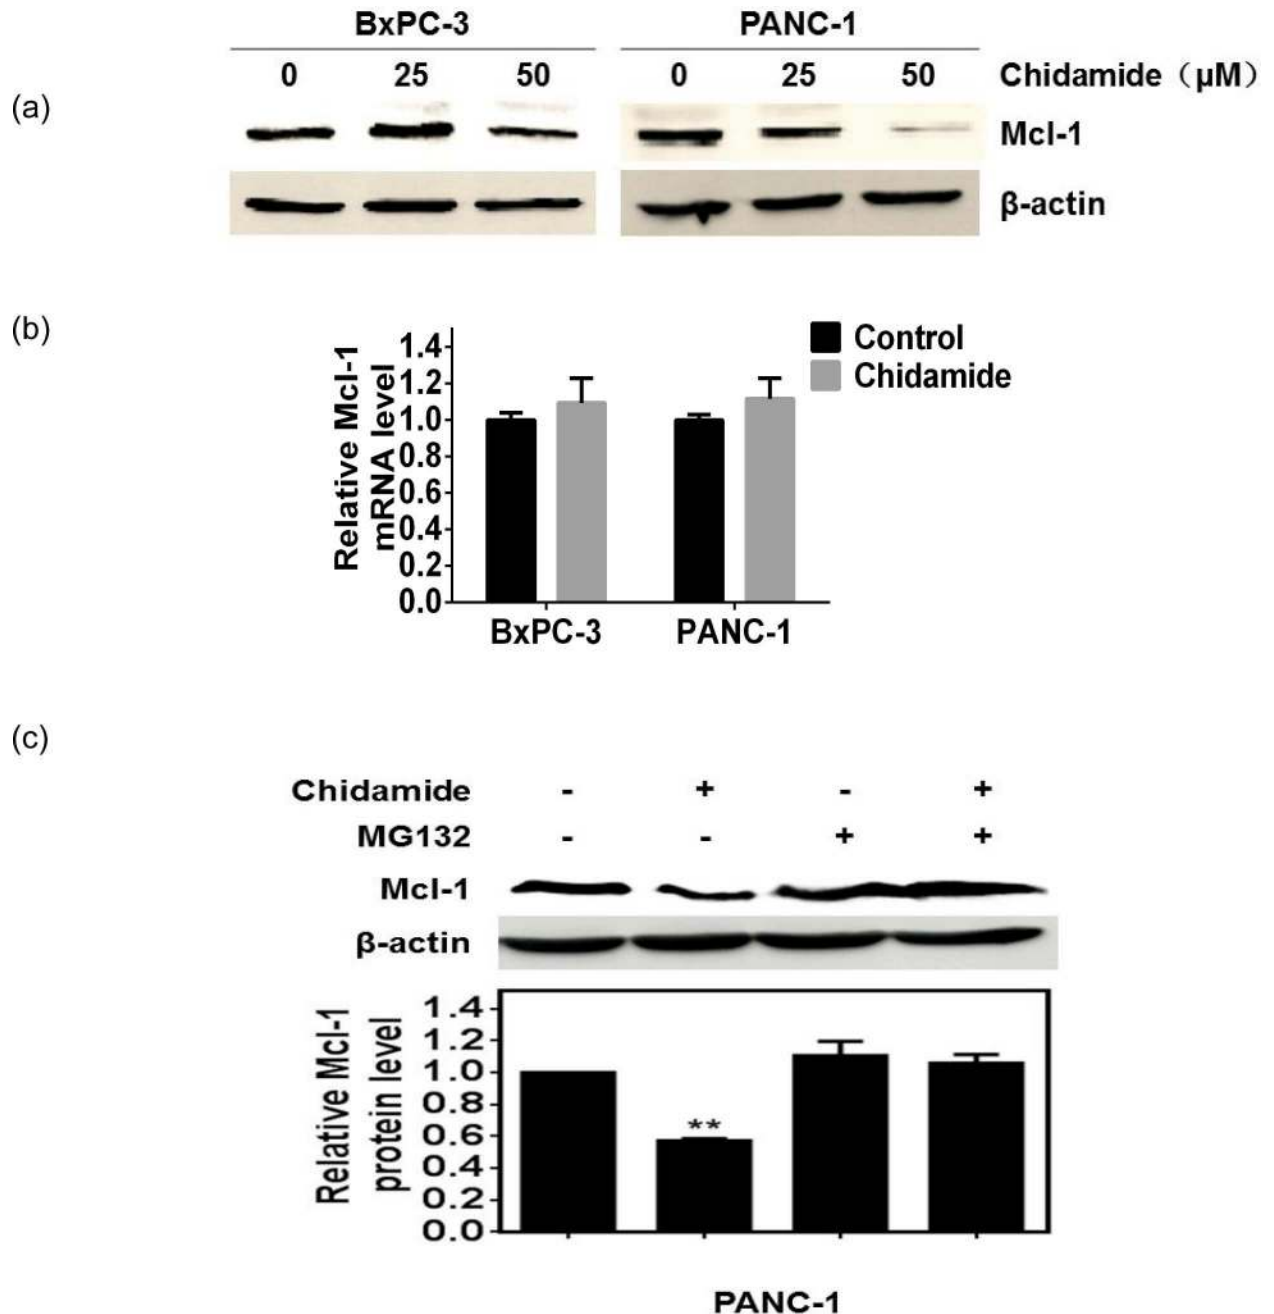 BxPC-3 PANC-1
0 25 50 0 25 50 Chidamide（μM）
(a)
Mcl-1
β-actin
(b)
Relative Mcl-1
mRNA level
1.4
1.2
1.0
0.8
0.6
0.4
0.2
0.0
Control
Chidamide
BxPC-3 PANC-1
(c)
Chidamide - + - +
MG132 - - + +
Mcl-1
β-actin
Relative Mcl-1
protein level
1.4
1.2
1.0
0.8
0.6
0.4
0.2
0.0
**
PANC-1